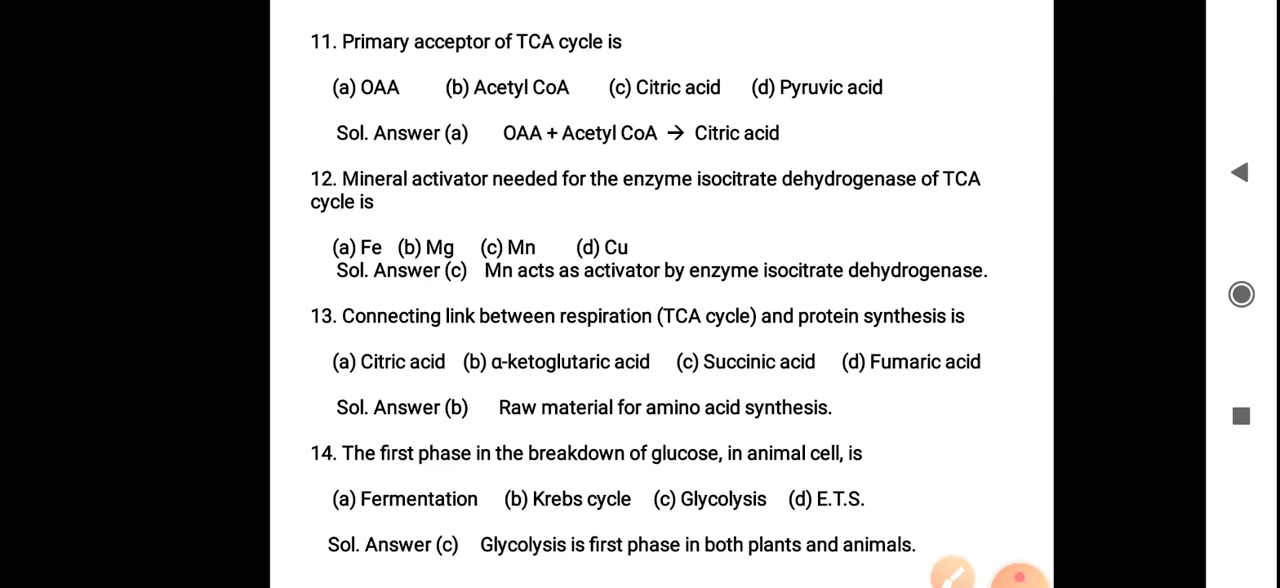 11. Primary acceptor of TCA cycle is
(a) OAA (b) Acetyl CoA (c) Citric acid (d) Pyruvic acid
Sol. Answer (a) OAA + Acetyl CoA → Citric acid
12. Mineral activator needed for the enzyme isocitrate dehydrogenase of TCA
cycle is
(a) Fe (b) Mg (c) Mn (d) Cu
Sol. Answer (c) Mn acts as activator by enzyme isocitrate dehydrogenase.
13. Connecting link between respiration (TCA cycle) and protein synthesis is
(a) Citric acid (b) α-ketoglutaric acid (c) Succinic acid (d) Fumaric acid
Sol. Answer (b) Raw material for amino acid synthesis.
14. The first phase in the breakdown of glucose, in animal cell, is
(a) Fermentation (b) Krebs cycle (c) Glycolysis (d) E.T.S.
Sol. Answer (c) Glycolysis is first phase in both plants and animals.